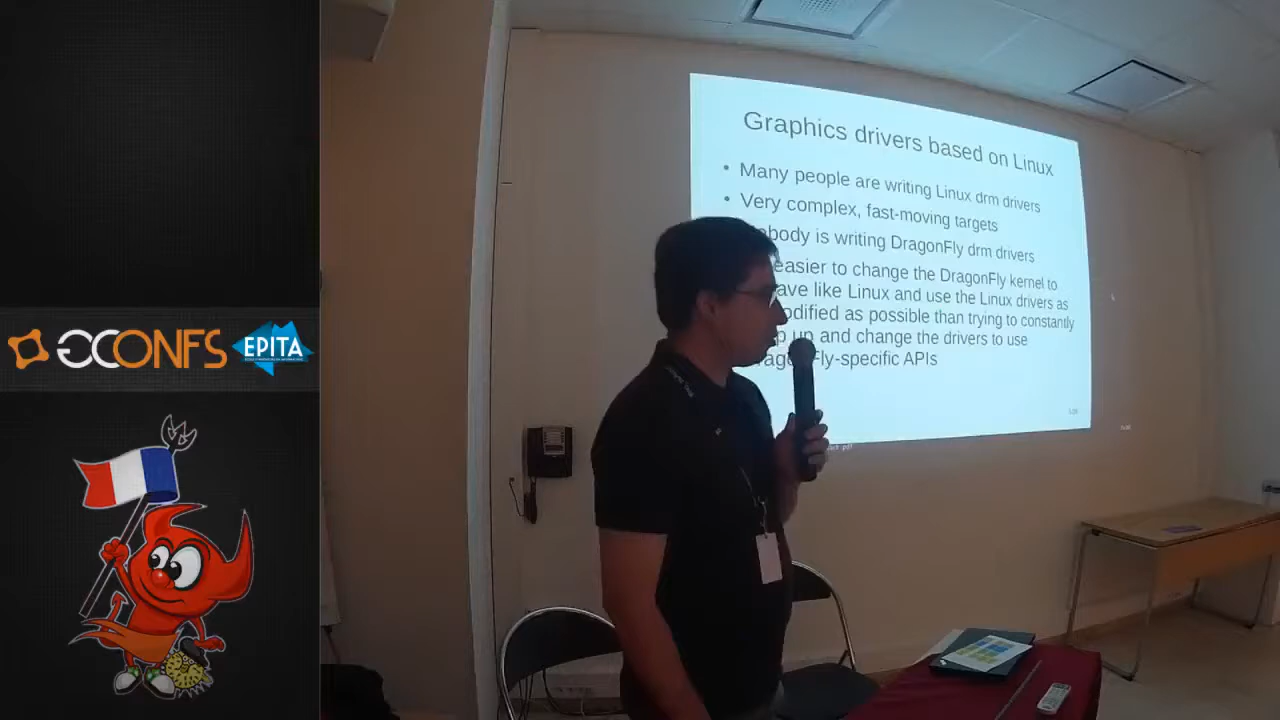 Graphics drivers based on Linux
• Many people are writing Linux drm drivers
• Very complex, fast-moving targets
body is writing DragonFly drm drivers
easier to change the DragonFly kernel to
ave like Linux and use the Linux drivers as
odified as possible than trying to constantly
p up and change the drivers to use
Fly-specific APIs
GCONFS
EPITA